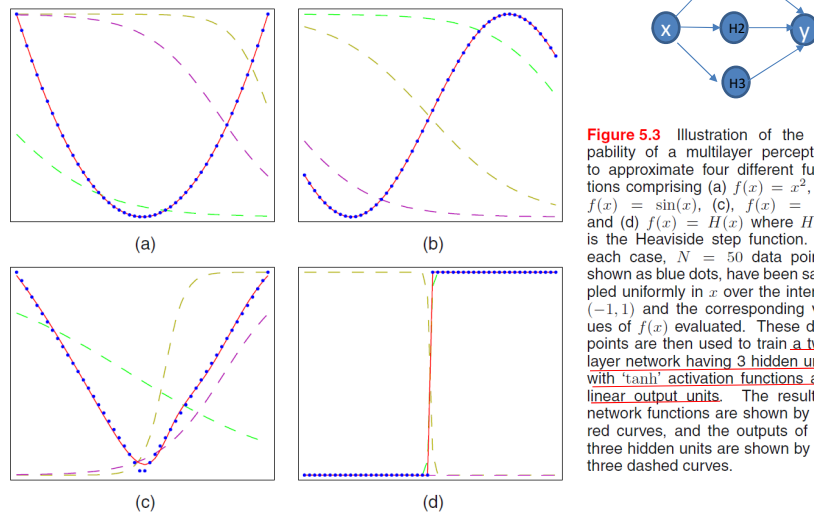 x
H2
y
H3
(a)
(b)
(c)
(d)
Figure 5.3 Illustration of the
pability of a multilayer percept
to approximate four different fu
tions comprising (a) f(x) = x²,
f(x) = sin(x), (c), f(x) =
and (d) f(x) = H(x) where H
is the Heaviside step function.
each case, N = 50 data poin
shown as blue dots, have been sa
pled uniformly in x over the inter
(−1, 1) and the corresponding v
ues of f(x) evaluated. These d
points are then used to train a tw
layer network having 3 hidden un
with 'tanh' activation functions a
linear output units. The result
network functions are shown by
red curves, and the outputs of
three hidden units are shown by
three dashed curves.